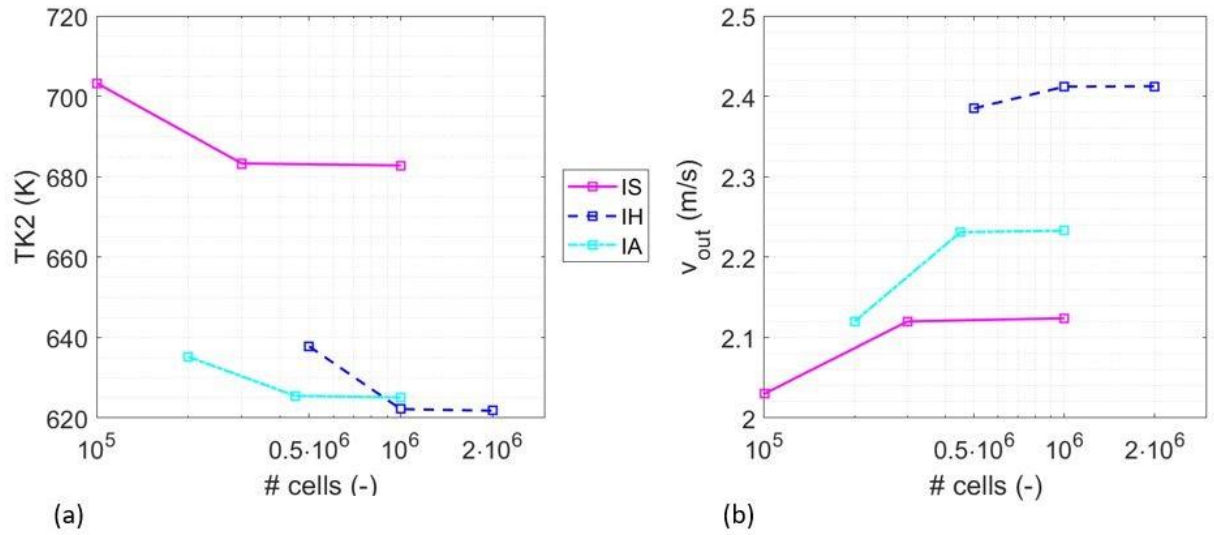 720
700
680
660
640
620
TK2 (K)
10^5
0.5·10^6
10^6
2·10^6
# cells (-)
(a)
IS
IH
IA
2.5
2.4
2.3
2.2
2.1
2
v_out (m/s)
10^5
0.5·10^6
10^6
2·10^6
# cells (-)
(b)